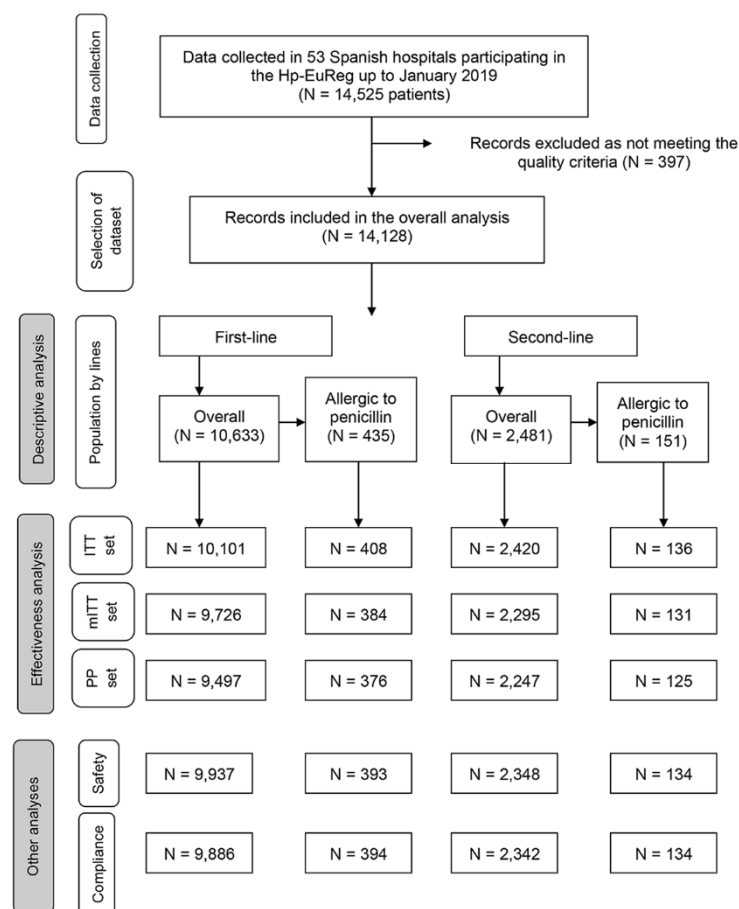 Data collection
Data collected in 53 Spanish hospitals participating in
the Hp-EuReg up to January 2019
(N = 14,525 patients)
Records excluded as not meeting the
quality criteria (N = 397)
Selection of
dataset
Records included in the overall analysis
(N = 14,128)
Descriptive analysis
Population by lines
First-line
Second-line
Overall
(N = 10,633)
Allergic to
penicillin
(N = 435)
Overall
(N = 2,481)
Allergic to
penicillin
(N = 151)
Effectiveness analysis
ITT
set
N = 10,101
N = 408
N = 2,420
N = 136
mITT
set
N = 9,726
N = 384
N = 2,295
N = 131
PP
set
N = 9,497
N = 376
N = 2,247
N = 125
Other analyses
Safety
N = 9,937
N = 393
N = 2,348
N = 134
Compliance
N = 9,886
N = 394
N = 2,342
N = 134